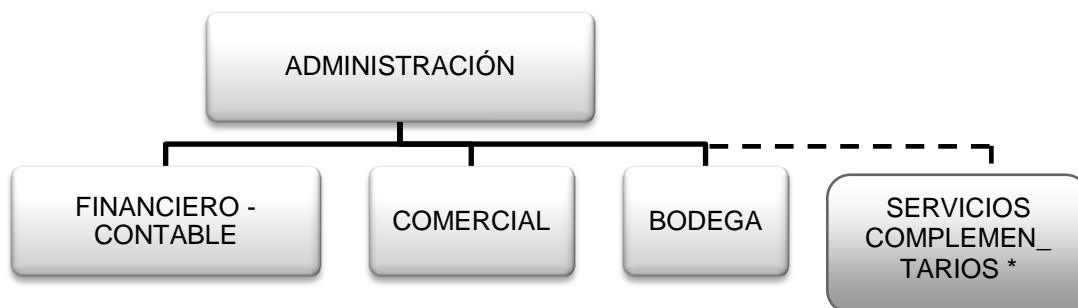 ADMINISTRACIÓN
FINANCIERO -
CONTABLE
COMERCIAL
BODEGA
SERVICIOS
COMPLEMEN_
TARIOS *